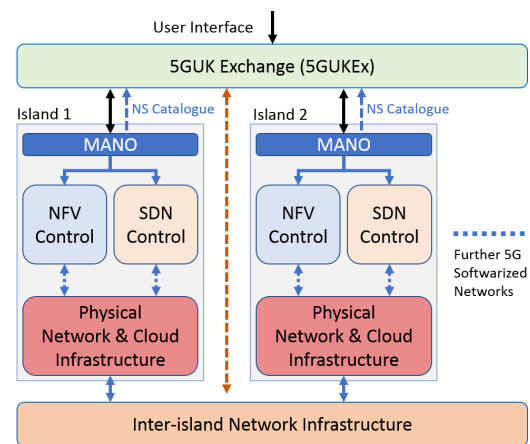 User Interface
5GUK Exchange (5GUKEx)
Island 1
NS Catalogue
MANO
NFV
Control
SDN
Control
Physical
Network & Cloud
Infrastructure
Island 2
NS Catalogue
MANO
NFV
Control
SDN
Control
Physical
Network & Cloud
Infrastructure
Further 5G
Softwarized
Networks
Inter-island Network Infrastructure